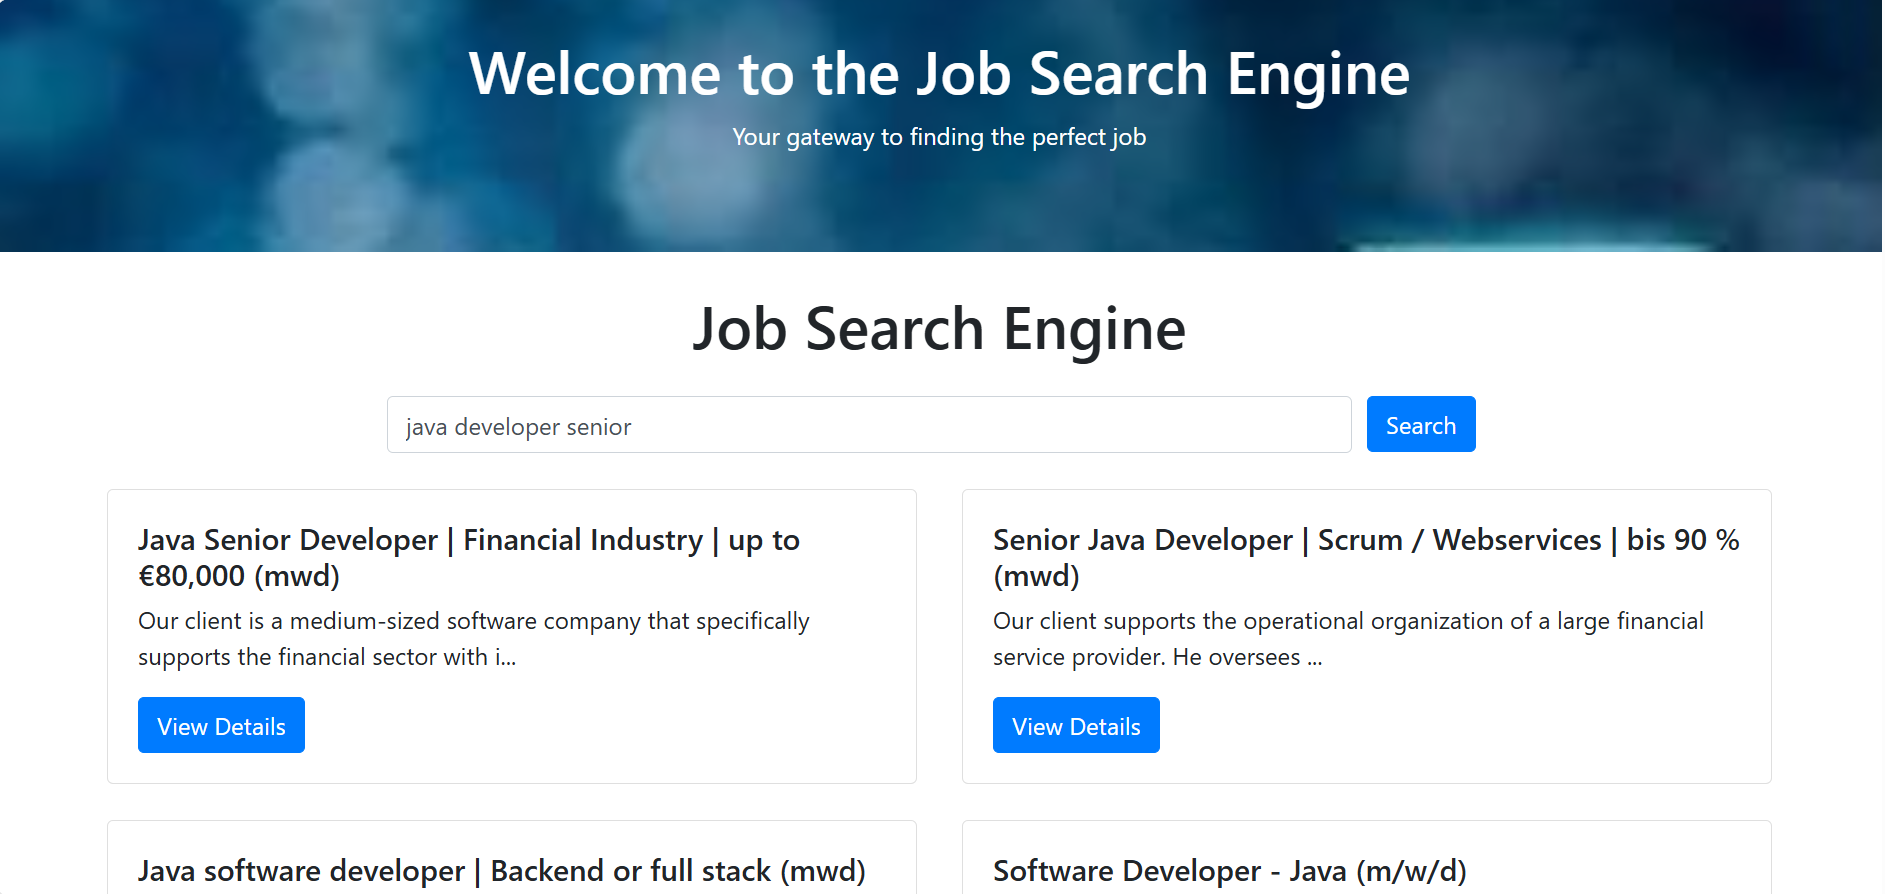 Welcome to the Job Search Engine
Your gateway to finding the perfect job
Job Search Engine
java developer senior
Search
Java Senior Developer | Financial Industry | up to
€80,000 (mwd)
Our client is a medium-sized software company that specifically
supports the financial sector with i...
View Details
Senior Java Developer | Scrum / Webservices | bis 90 %
(mwd)
Our client supports the operational organization of a large financial
service provider. He oversees ...
View Details
Java software developer | Backend or full stack (mwd)
Software Developer - Java (m/w/d)